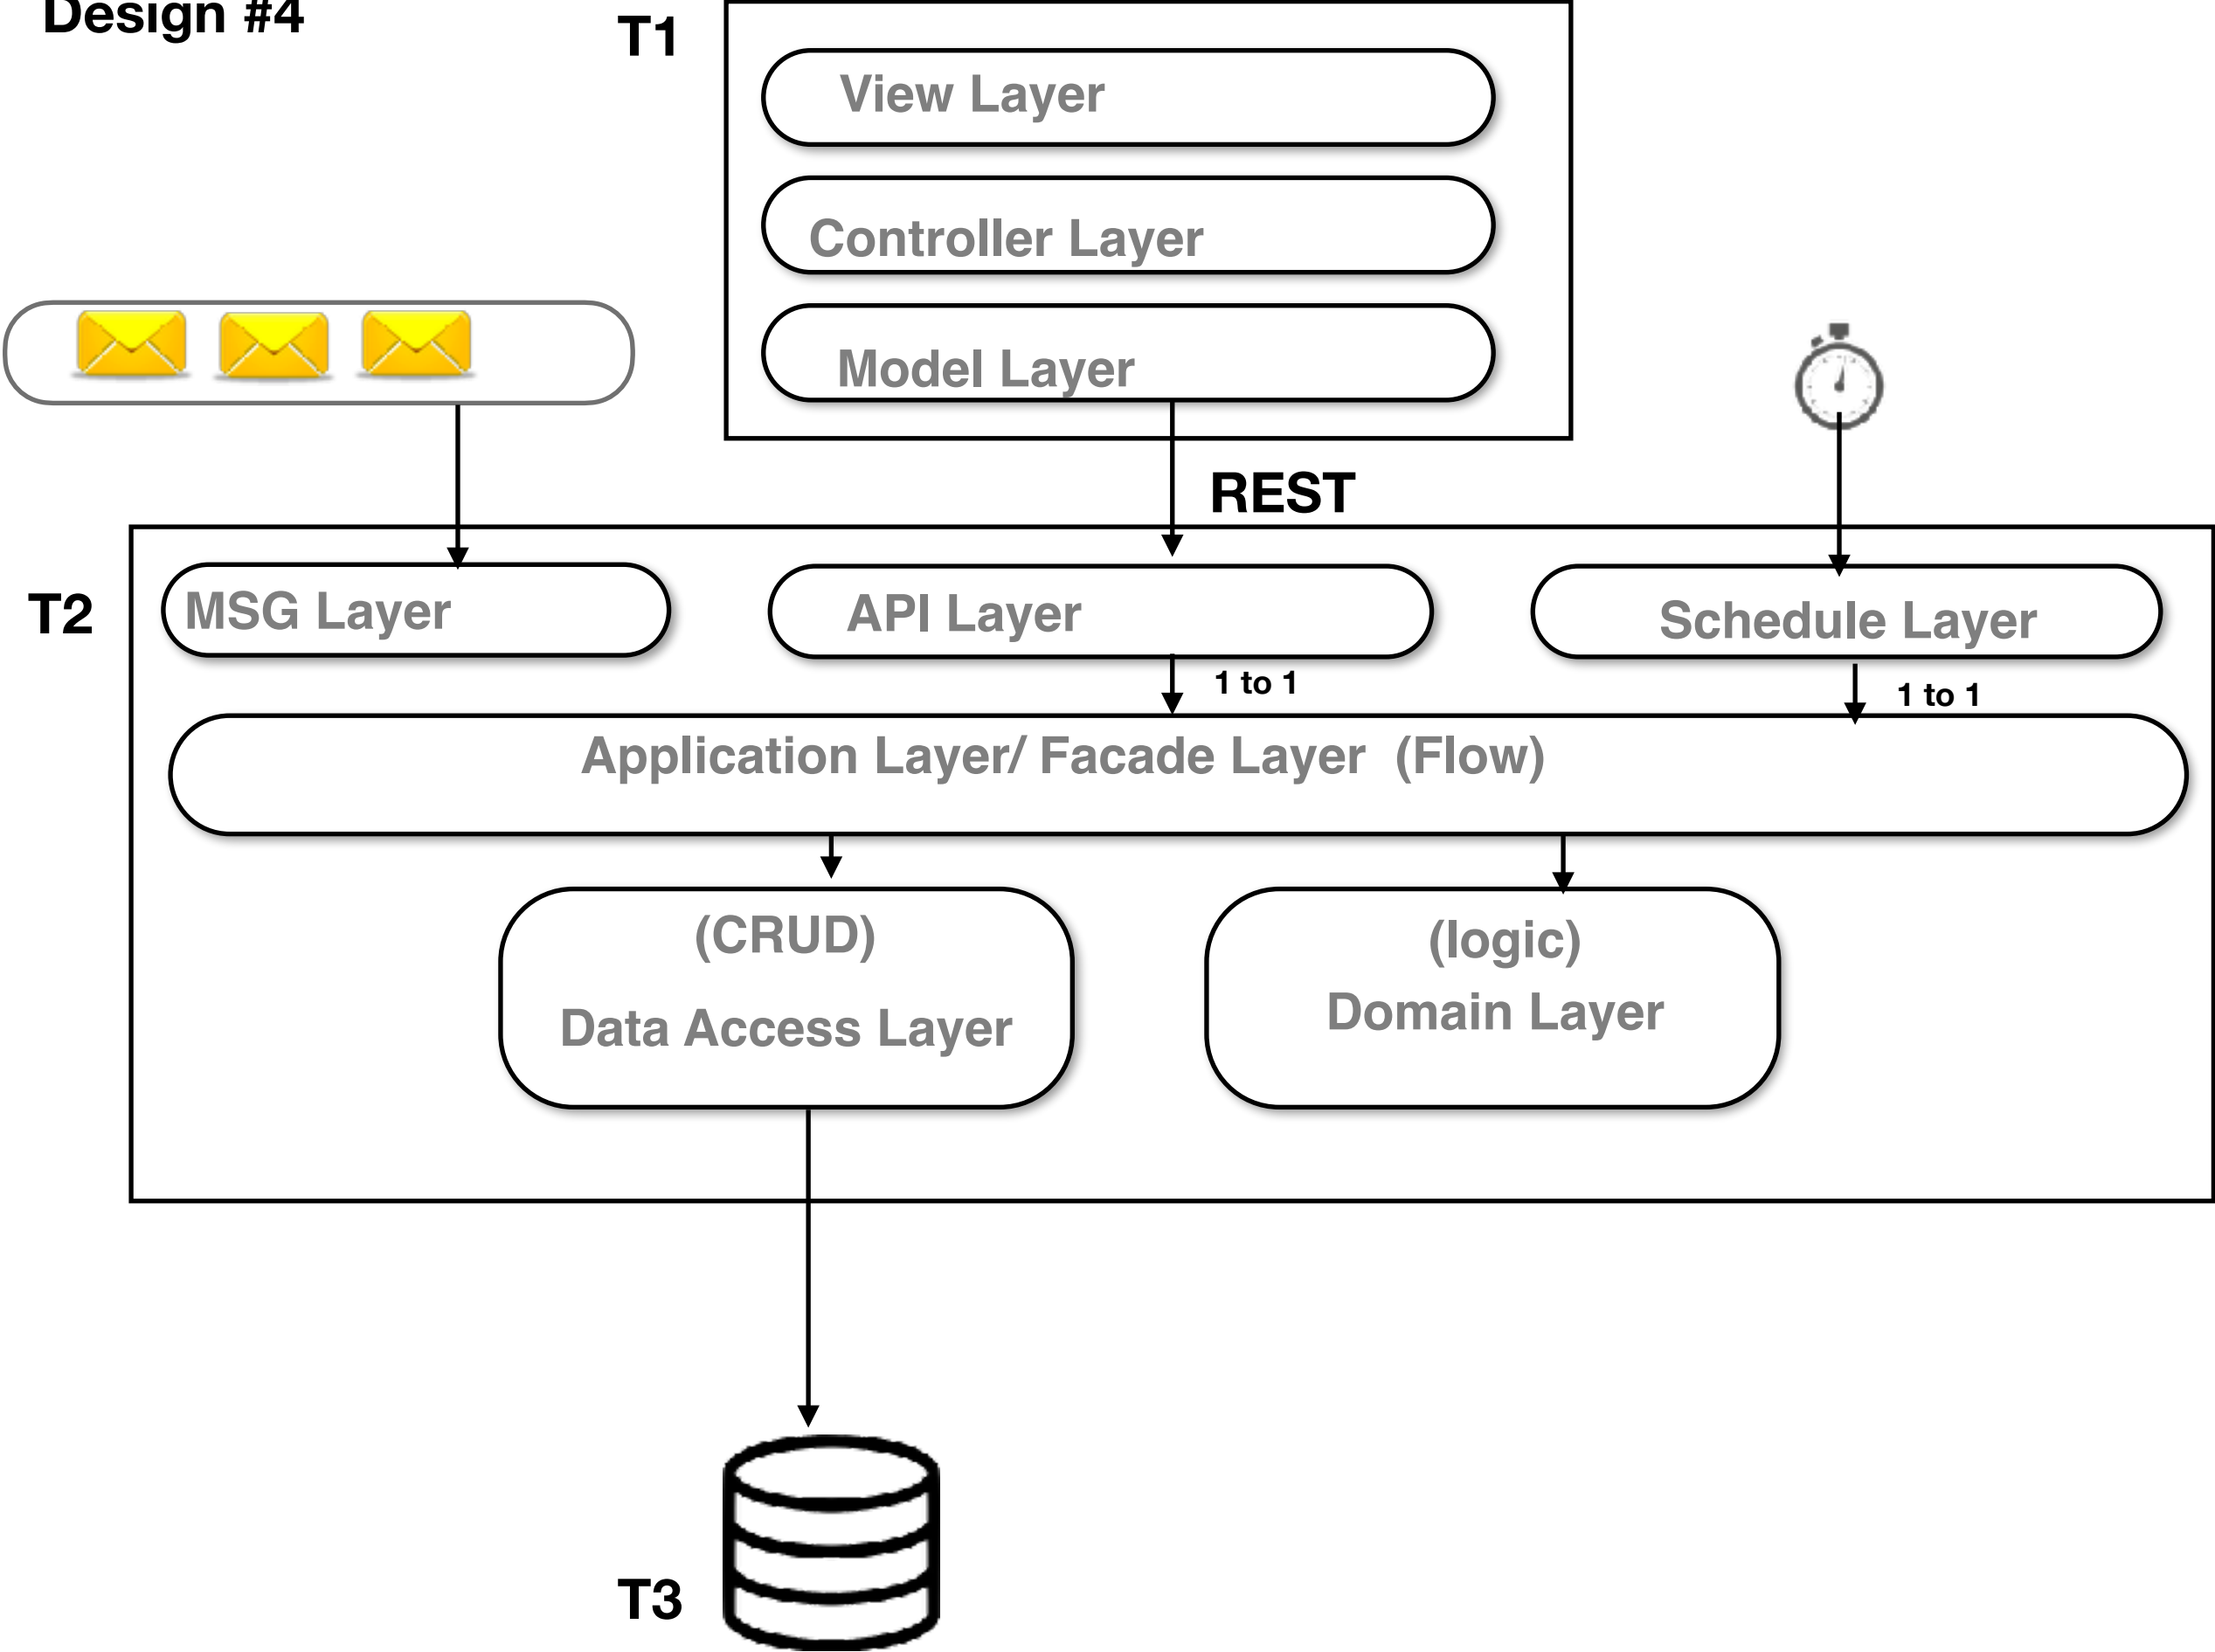 Design #4
T1
View Layer
Controller Layer
Model Layer
REST
T2
MSG Layer
API Layer
Schedule Layer
1 to 1
1 to 1
Application Layer/ Facade Layer (Flow)
(CRUD)
Data Access Layer
(logic)
Domain Layer
T3